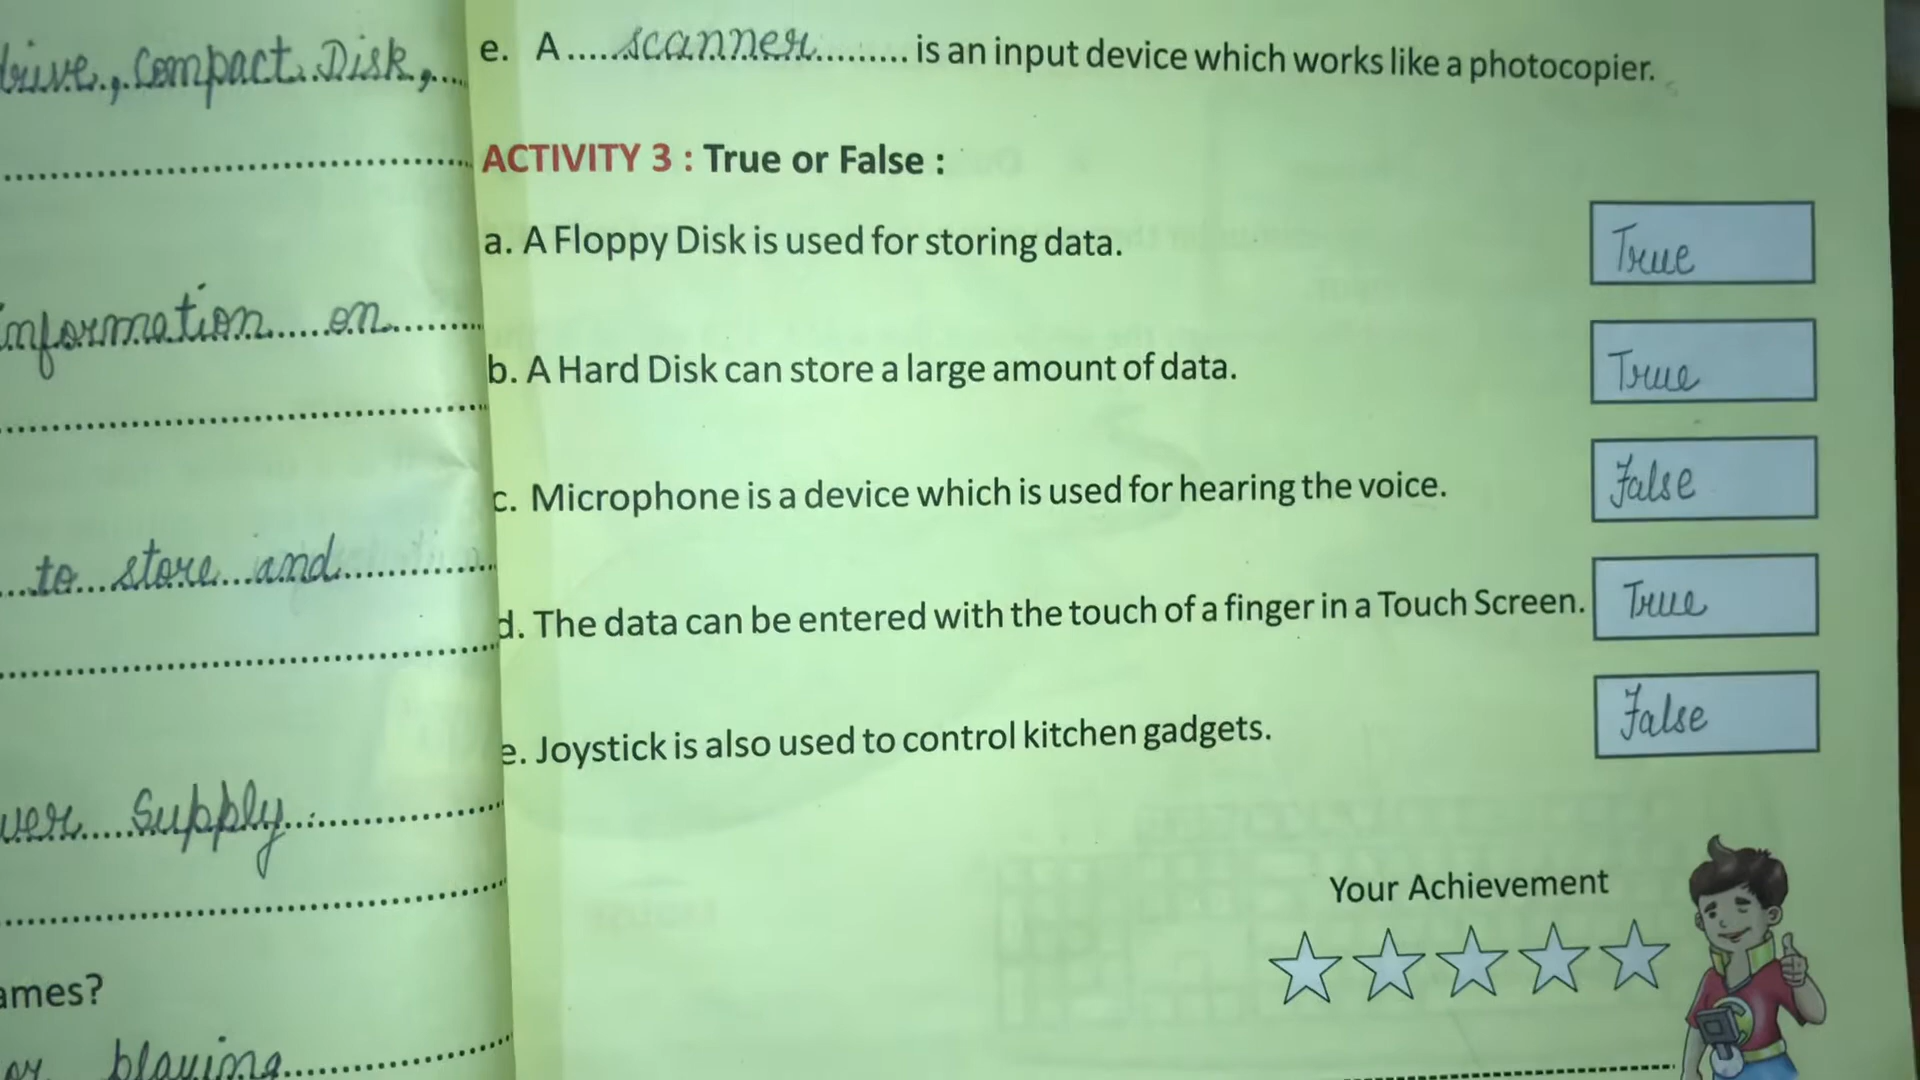 drive, Compact Disk,
information on
to store and
Supply
ames?
playing
e. A scanner is an input device which works like a photocopier.
ACTIVITY 3 : True or False :
a. A Floppy Disk is used for storing data. True
b. A Hard Disk can store a large amount of data. True
c. Microphone is a device which is used for hearing the voice. False
d. The data can be entered with the touch of a finger in a Touch Screen. True
e. Joystick is also used to control kitchen gadgets. False
Your Achievement